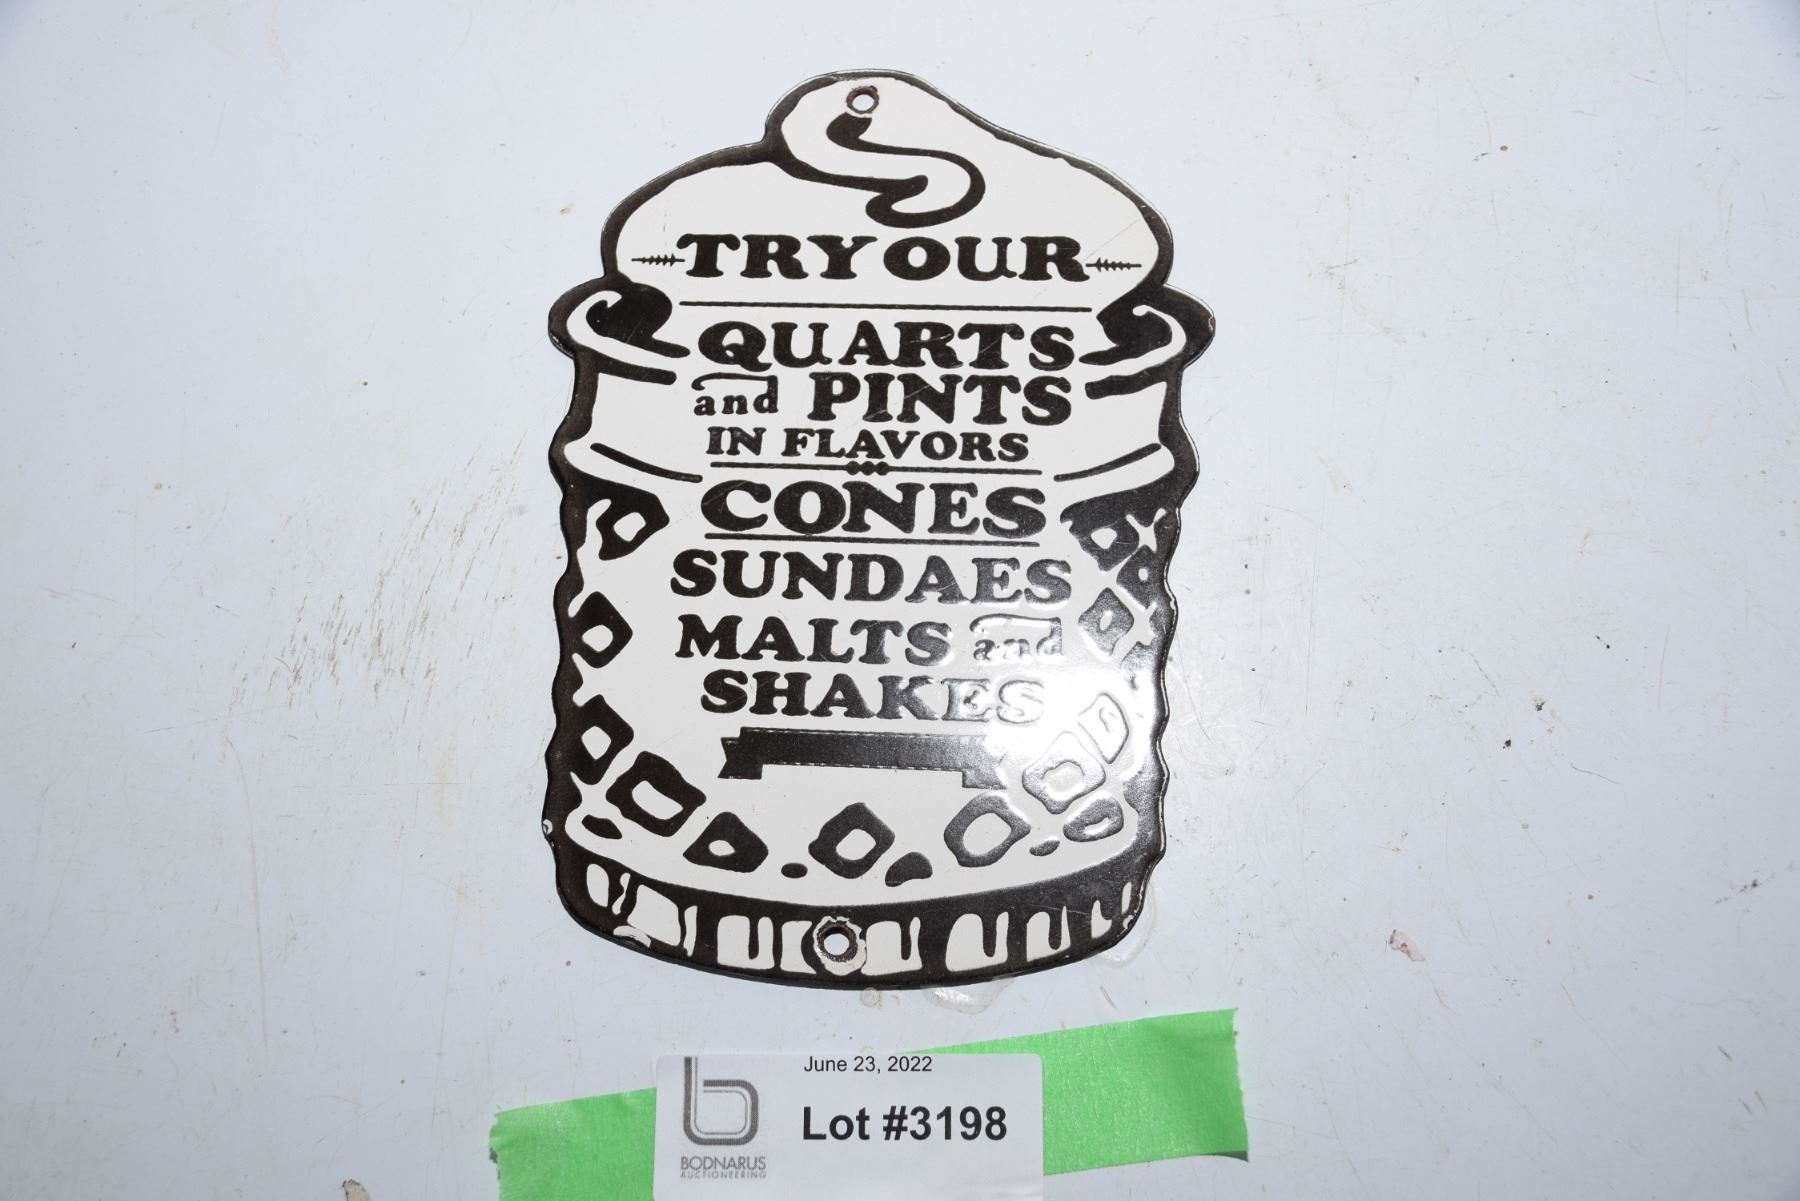 TRY OUR
QUARTS
and PINTS
IN FLAVORS
CONES
SUNDAES
MALTS and
SHAKES
June 23, 2022
Lot #3198
BODNARUS
AUCTIONEERING